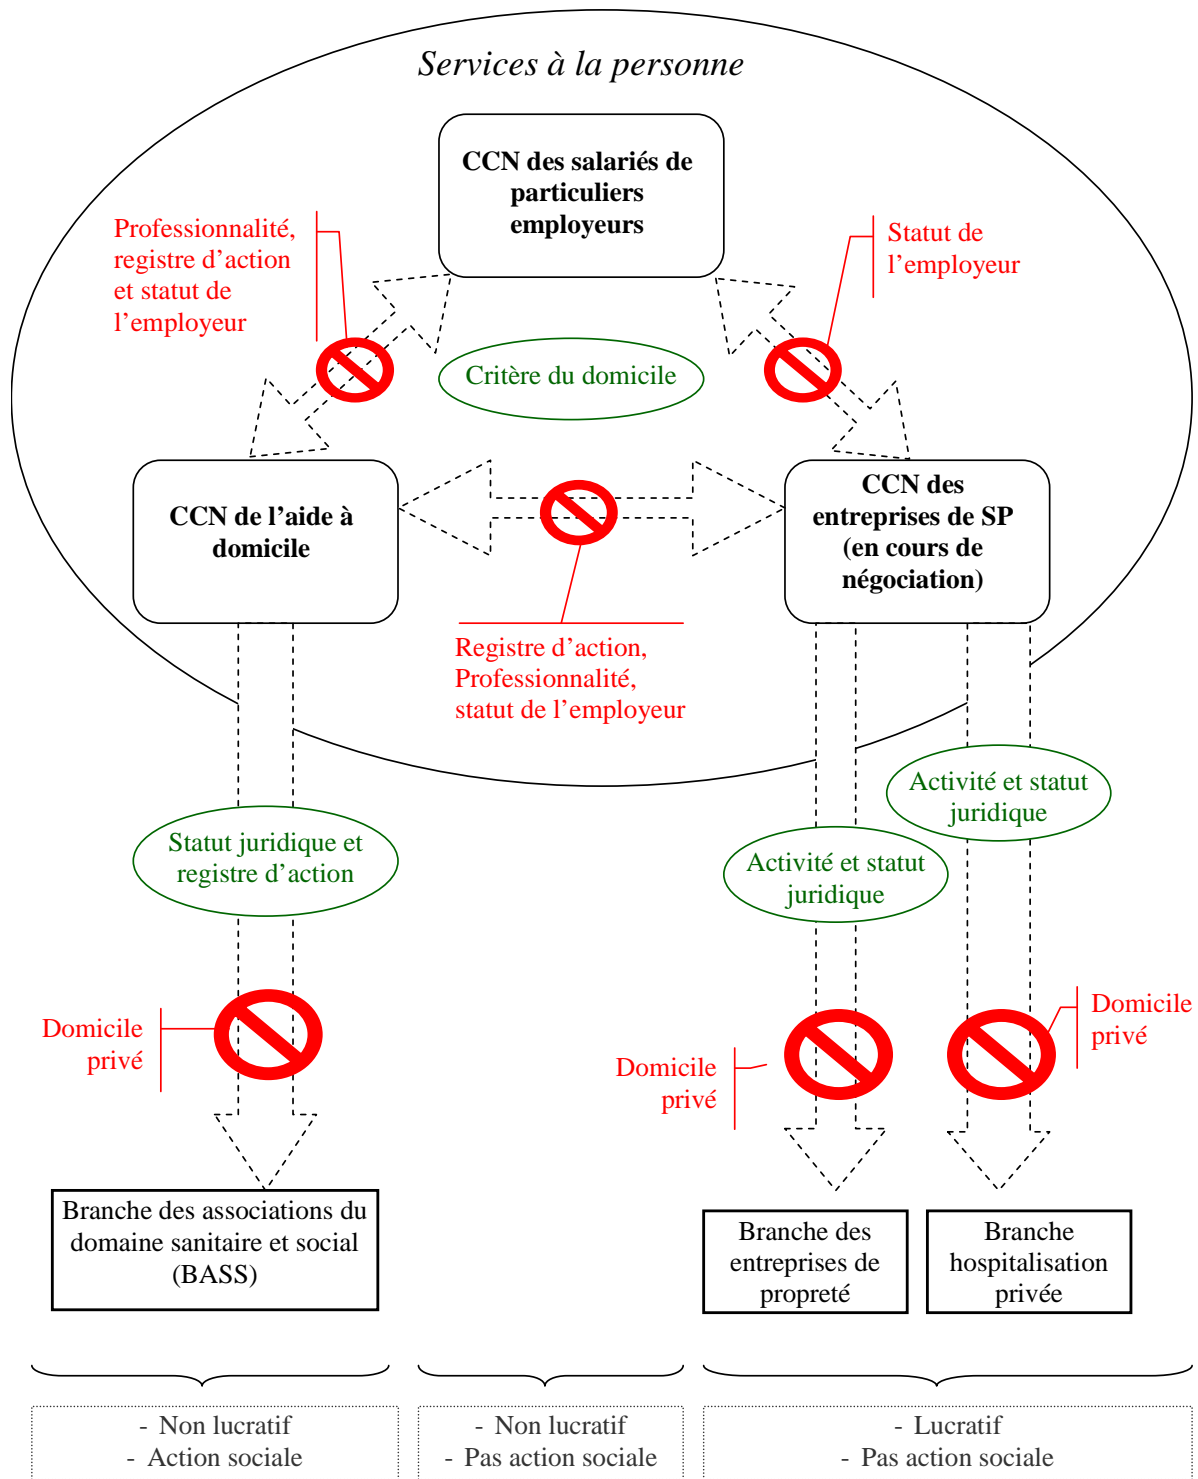 Services à la personne
CCN des salariés de
particuliers
employeurs
Professionnalité,
registre d’action
et statut de
l’employeur
Statut de
l’employeur
Critère du domicile
CCN de l’aide à
domicile
CCN des
entreprises de SP
(en cours de
négociation)
Registre d’action,
Professionnalité,
statut de l’employeur
Activité et statut
juridique
Statut juridique et
registre d’action
Activité et statut
juridique
Domicile
privé
Domicile
privé
Domicile
privé
Branche des associations du
domaine sanitaire et social
(BASS)
Branche des
entreprises de
propreté
Branche
hospitalisation
privée
- Non lucratif
- Action sociale
- Non lucratif
- Pas action sociale
- Lucratif
- Pas action sociale